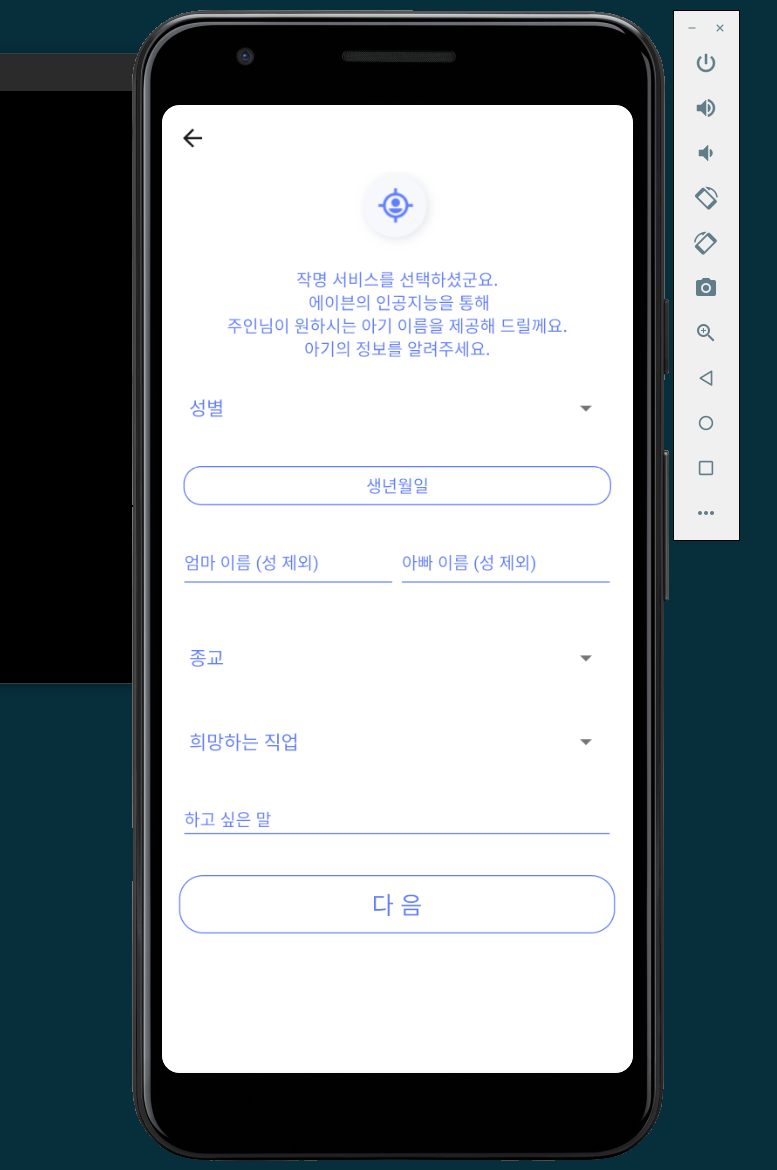 작명 서비스를 선택하셨군요.
에이븐의 인공지능을 통해
주인님이 원하시는 아기 이름을 제공해 드릴께요.
아기의 정보를 알려주세요.
성별
생년월일
엄마 이름 (성 제외) 아빠 이름 (성 제외)
종교
희망하는 직업
하고 싶은 말
다 음